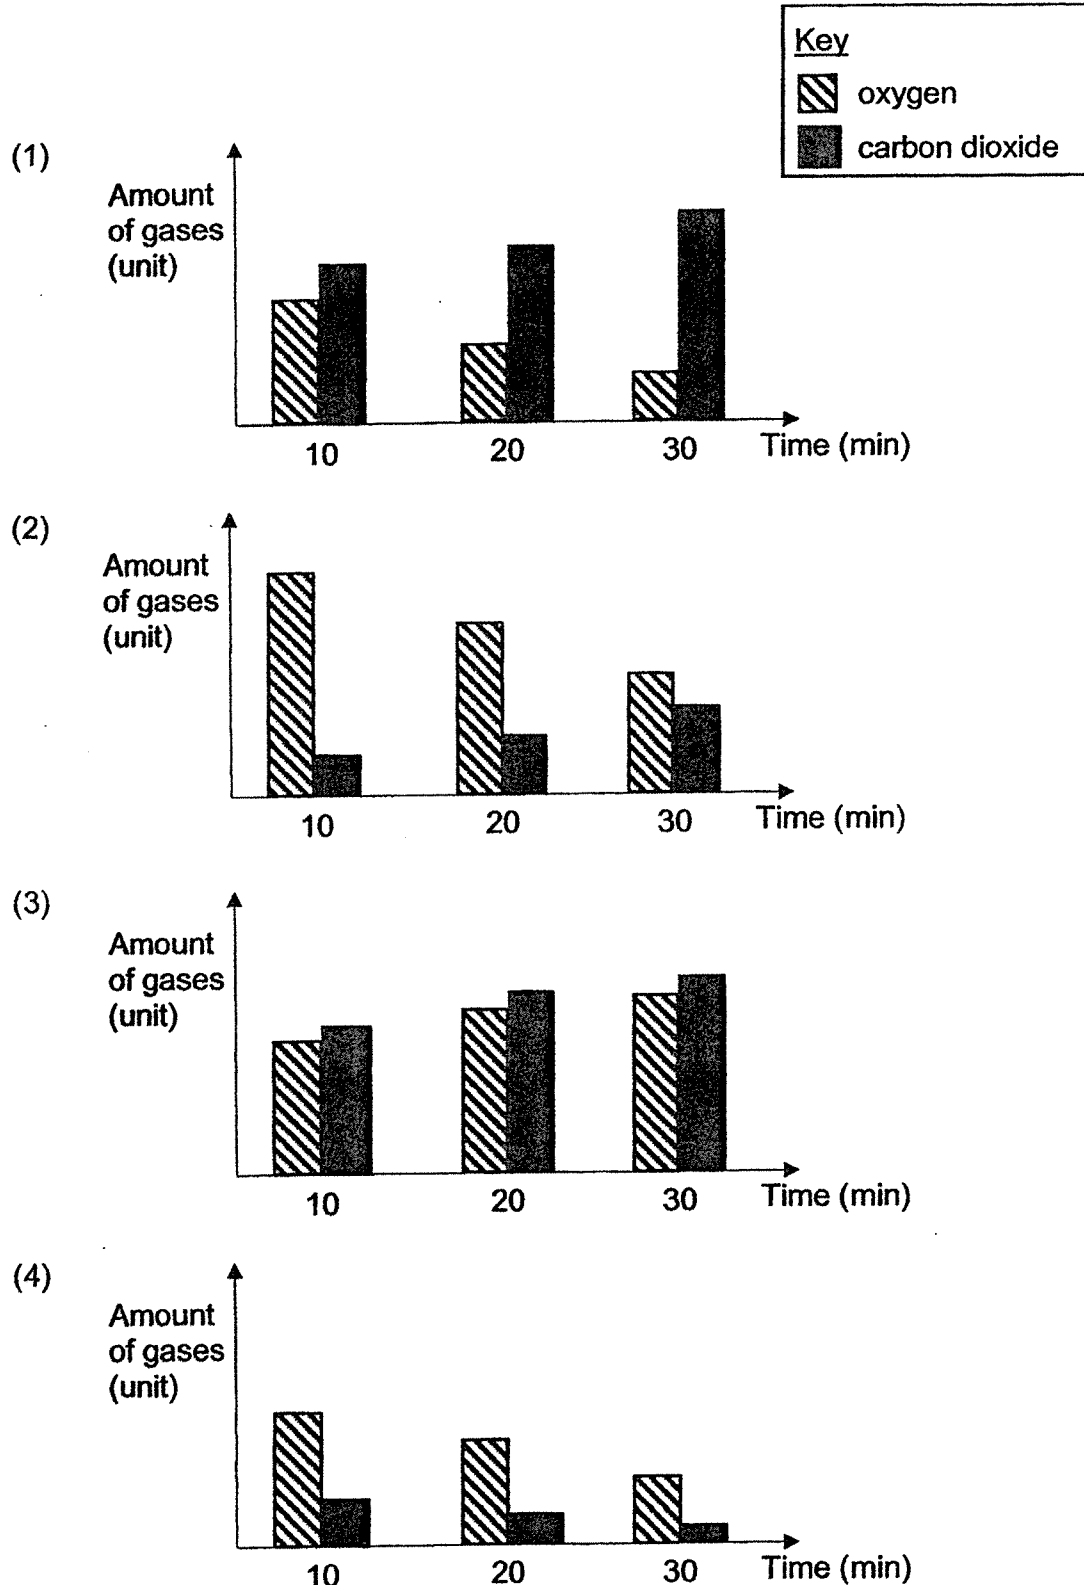 Key
oxygen
carbon dioxide
(1)
Amount
of gases
(unit)
10 20 30 Time (min)
(2)
Amount
of gases
(unit)
10 20 30 Time (min)
(3)
Amount
of gases
(unit)
10 20 30 Time (min)
(4)
Amount
of gases
(unit)
10 20 30 Time (min)